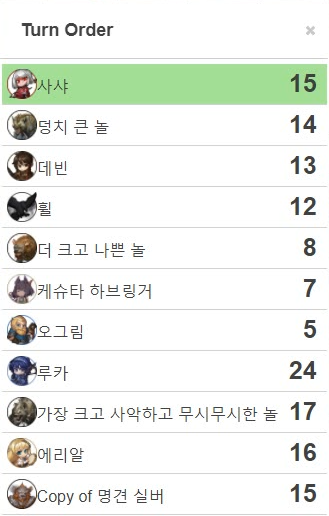 Turn Order ×
사샤 15
덩치 큰 놀 14
데빈 13
휠 12
더 크고 나쁜 놀 8
케슈타 하브링거 7
오그림 5
루카 24
가장 크고 사악하고 무시무시한 놀 17
에리알 16
Copy of 명견 실버 15